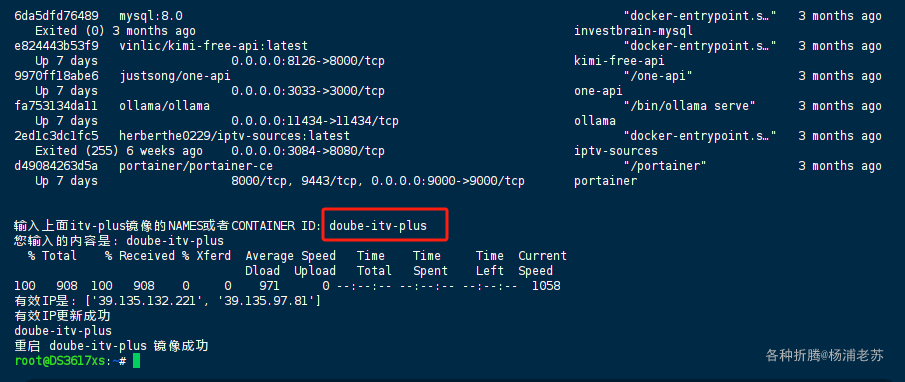 6da5dfd76489   mysql:8.0   "docker-entrypoint.s…"   3 months ago
Exited (0) 3 months ago   investbrain-mysql
e824443b53f9   vinlic/kimi-free-api:latest   "docker-entrypoint.s…"   3 months ago
Up 7 days   0.0.0.0:8126->8000/tcp   kimi-free-api
9970ff18abe6   justsong/one-api   "/one-api"   3 months ago
Up 7 days   0.0.0.0:3033->3000/tcp   one-api
fa753134da11   ollama/ollama   "/bin/ollama serve"   3 months ago
Up 7 days   0.0.0.0:11434->11434/tcp   ollama
2ed1c3dc1fc5   herberthe0229/iptv-sources:latest   "docker-entrypoint.s…"   3 months ago
Exited (255) 6 weeks ago   0.0.0.0:3084->8080/tcp   iptv-sources
d49084263d5a   portainer/portainer-ce   "/portainer"   3 months ago
Up 7 days   8000/tcp, 9443/tcp, 0.0.0.0:9000->9000/tcp   portainer
输入上面itv-plus镜像的NAMES或者CONTAINER ID: doube-itv-plus
您输入的内容是: doube-itv-plus
% Total    % Received % Xferd  Average Speed   Time    Time     Time  Current
Dload  Upload   Total   Spent    Left  Speed
100   908  100   908    0     0    971      0 --:--:-- --:--:-- --:--:--  1058
有效IP是: ['39.135.132.221', '39.135.97.81']
有效IP更新成功
doube-itv-plus
重启 doube-itv-plus 镜像成功
root@DS3617xs:~#
各种折腾@杨浦老苏